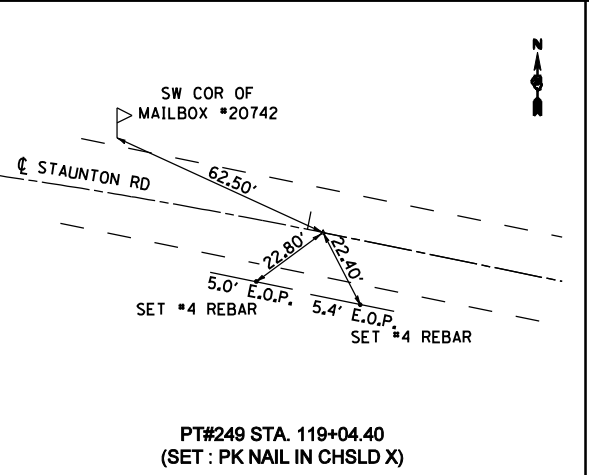 N
SW COR OF
MAILBOX #20742
℄ STAUNTON RD
62.50'
22.80'
22.40'
5.0' E.O.P.
SET #4 REBAR
5.4' E.O.P.
SET #4 REBAR
PT#249 STA. 119+04.40
(SET : PK NAIL IN CHSLD X)